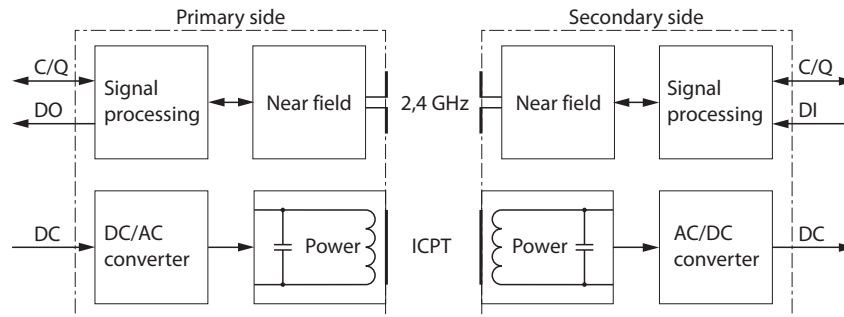 Primary side
Secondary side
C/Q
DO
Signal
processing
Near field
2,4 GHz
Near field
Signal
processing
C/Q
DI
DC
DC/AC
converter
Power
ICPT
Power
AC/DC
converter
DC